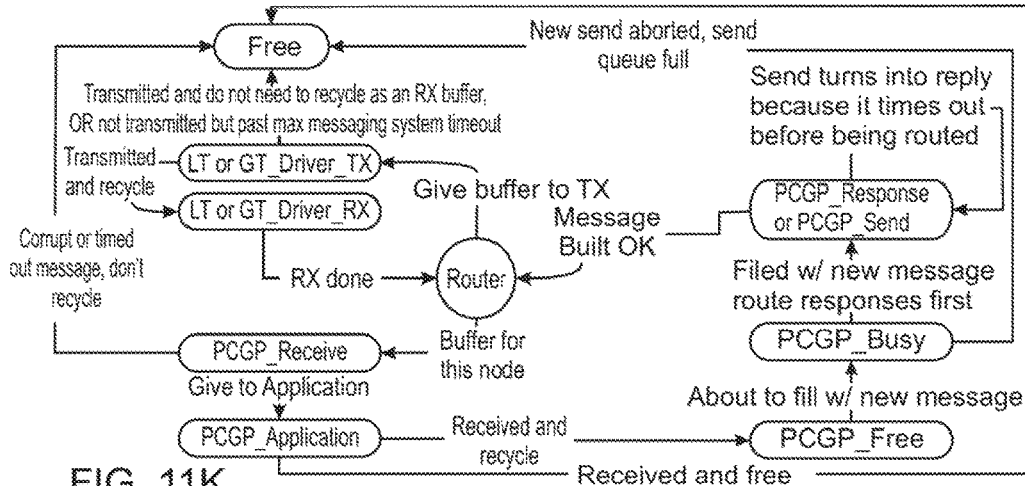 Free
New send aborted, send
queue full
Transmitted and do not need to recycle as an RX buffer,
OR not transmitted but past max messaging system timeout
Send turns into reply
because it times out
before being routed
Transmitted
and recycle
LT or GT_Driver_TX
LT or GT_Driver_RX
Give buffer to TX
Message
Built OK
PCGP_Response
or PCGP_Send
Corrupt or timed
out message, don't
recycle
RX done
Router
Filed w/ new message
route responses first
PCGP_Receive
Buffer for
this node
PCGP_Busy
Give to Application
About to fill w/ new message
PCGP_Application
Received and
recycle
PCGP_Free
Received and free
FIG. 11K